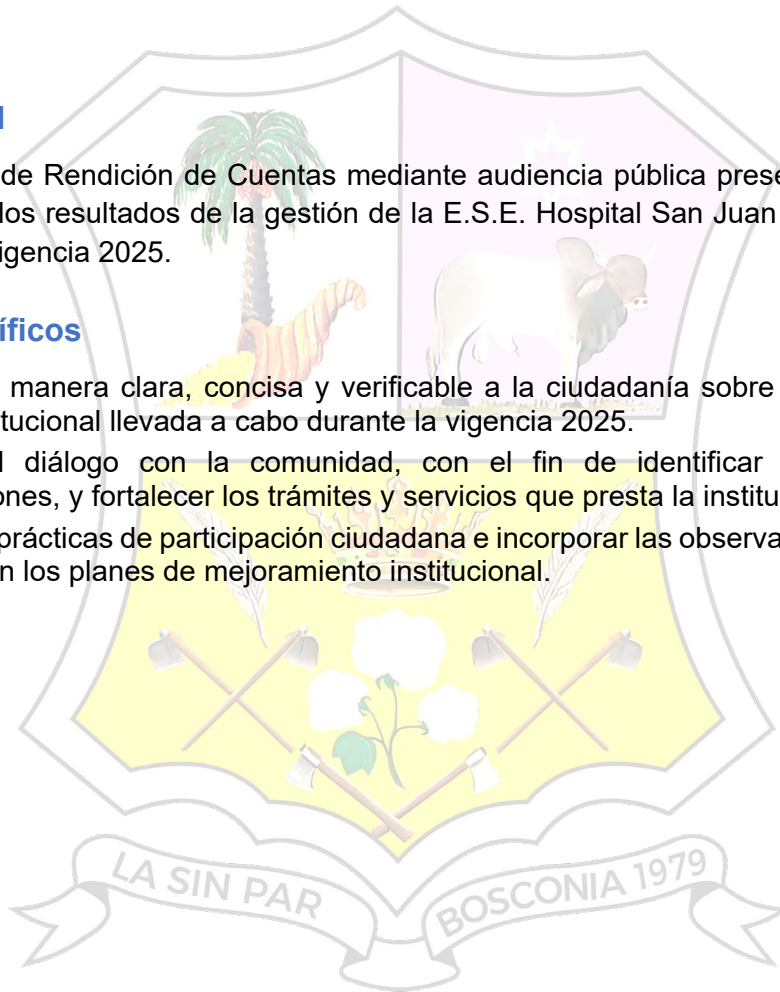 l
de Rendición de Cuentas mediante audiencia pública prese
los resultados de la gestión de la E.S.E. Hospital San Juan
igencia 2025.
íficos
manera clara, concisa y verificable a la ciudadanía sobre
tucional llevada a cabo durante la vigencia 2025.
l diálogo con la comunidad, con el fin de identificar
ones, y fortalecer los trámites y servicios que presta la institu
prácticas de participación ciudadana e incorporar las observa
n los planes de mejoramiento institucional.
LA SIN PAR
BOSCONIA 1979